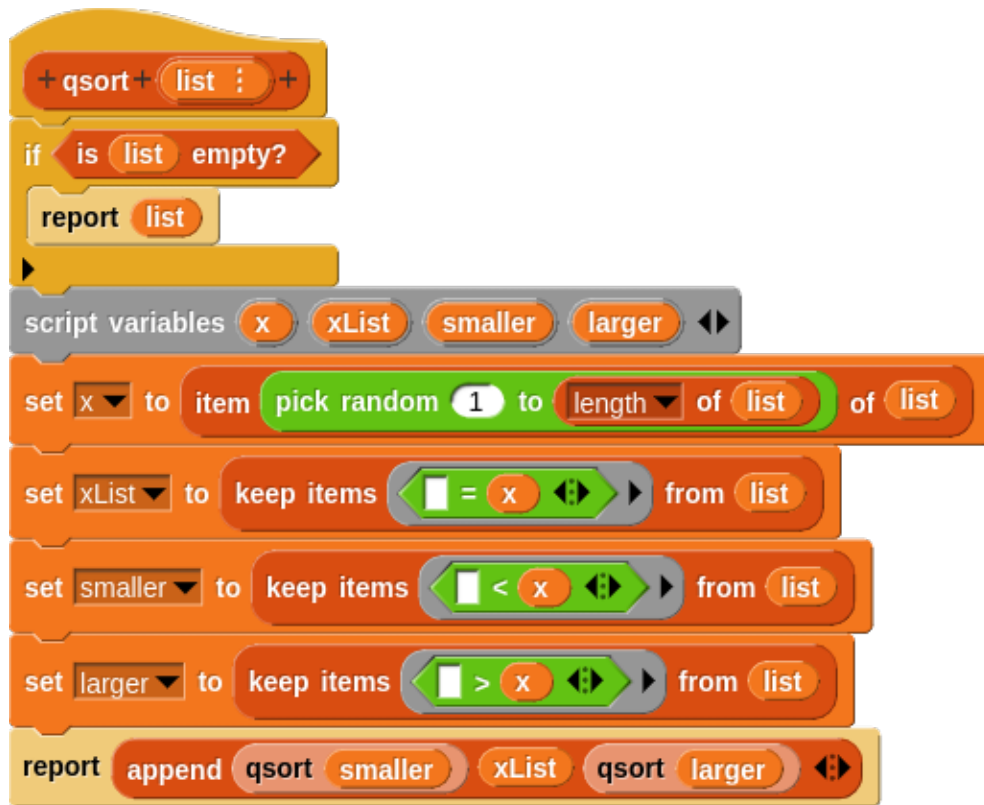 + qsort + list ⋮ +
if is list empty?
report list
script variables x xList smaller larger
set x to item pick random 1 to length of list of list
set xList to keep items = x from list
set smaller to keep items < x from list
set larger to keep items > x from list
report append qsort smaller xList qsort larger